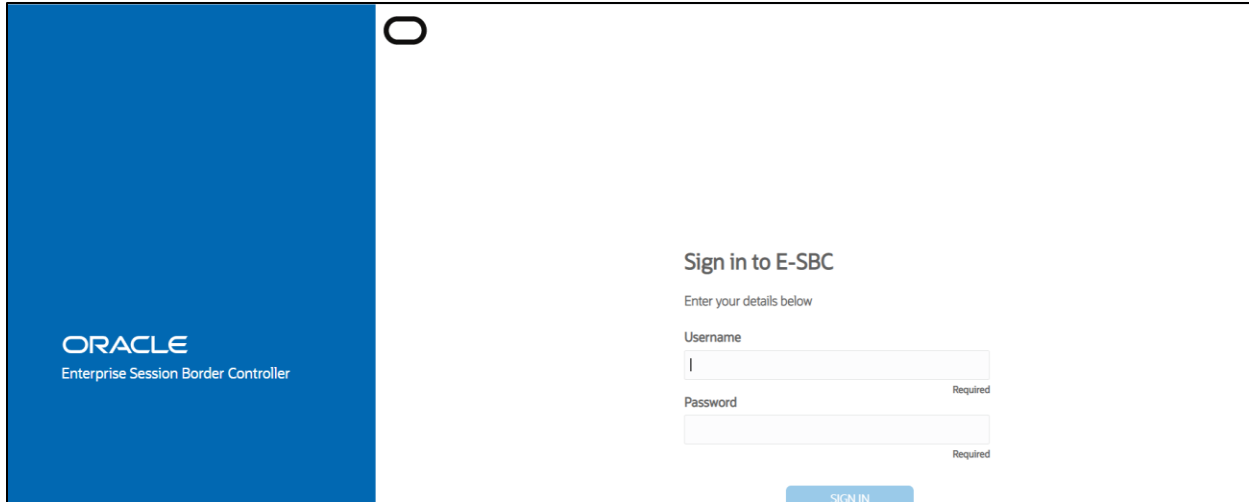 ORACLE
Enterprise Session Border Controller
Sign in to E-SBC
Enter your details below
Username
Required
Password
Required
SIGN IN